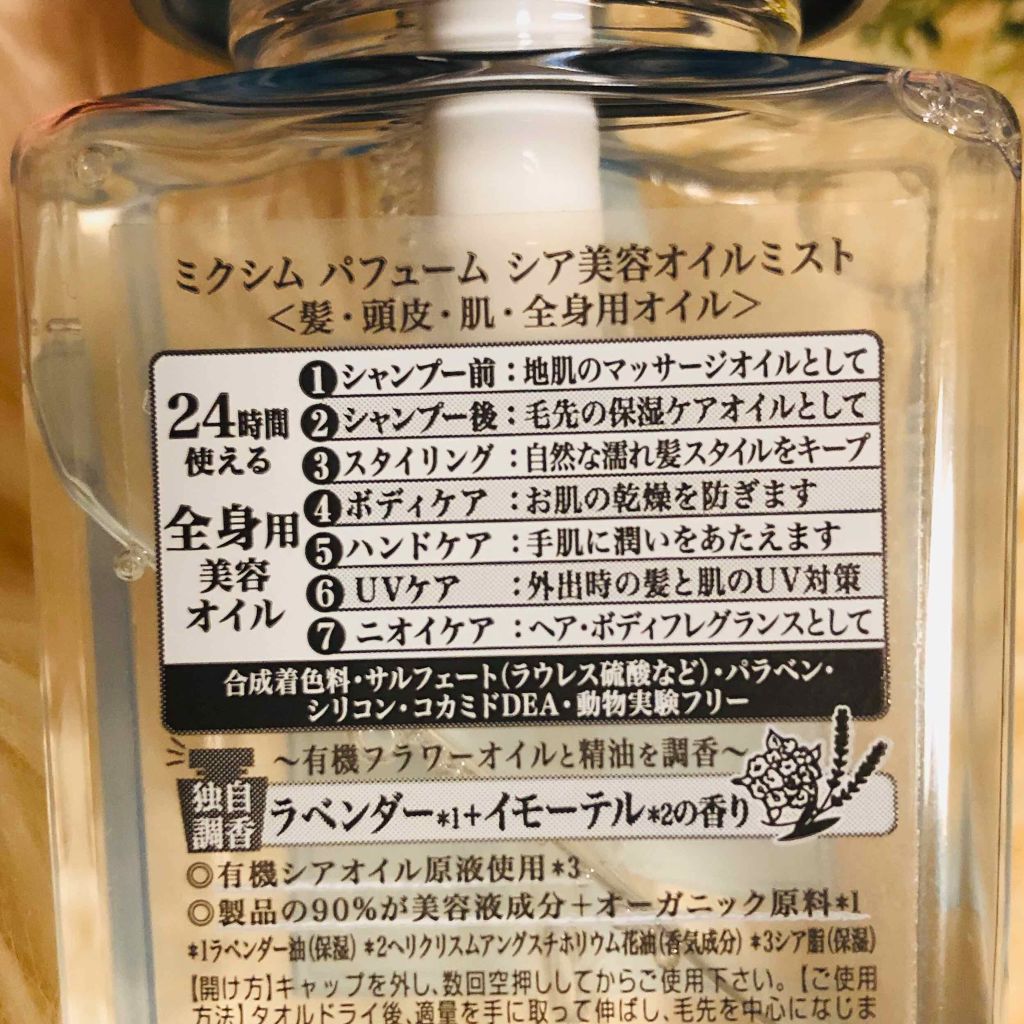 ミクシム パフューム シア美容オイルミスト
＜髪・頭皮・肌・全身用オイル＞
24時間
使える
全身用
美容
オイル
❶シャンプー前：地肌のマッサージオイルとして
❷シャンプー後：毛先の保湿ケアオイルとして
❸スタイリング：自然な濡れ髪スタイルをキープ
❹ボディケア：お肌の乾燥を防ぎます
❺ハンドケア：手肌に潤いをあたえます
❻UVケア：外出時の髪と肌のUV対策
❼ニオイケア：ヘア・ボディフレグランスとして
合成着色料・サルフェート(ラウレス硫酸など)・パラベン・
シリコン・コカミドDEA・動物実験フリー
～有機フラワーオイルと精油を調香～
独自
調香
ラベンダー*1＋イモーテル*2の香り
◎有機シアオイル原液使用*3
◎製品の90%が美容液成分＋オーガニック原料*1
*1ラベンダー油(保湿) *2ヘリクリスムアングスチホリウム花油(香気成分) *3シア脂(保湿)
【開け方】キャップを外し、数回空押ししてからご使用下さい。【ご使用
方法】タオルドライ後、適量を手に取って伸ばし、毛先を中心になじま